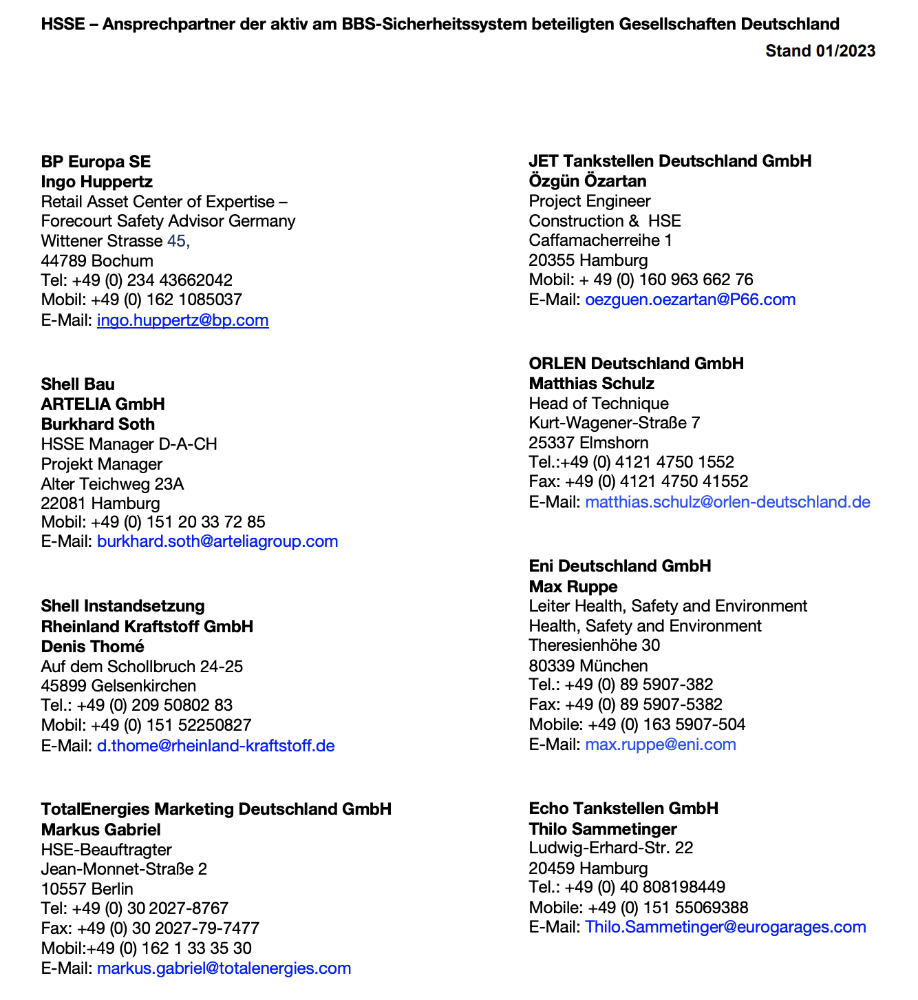 HSSE – Ansprechpartner der aktiv am BBS-Sicherheitssystem beteiligten Gesellschaften Deutschland
Stand 01/2023
BP Europa SE
Ingo Huppertz
Retail Asset Center of Expertise –
Forecourt Safety Advisor Germany
Wittener Strasse 45,
44789 Bochum
Tel: +49 (0) 234 43662042
Mobil: +49 (0) 162 1085037
E-Mail: ingo.huppertz@bp.com
Shell Bau
ARTELIA GmbH
Burkhard Soth
HSSE Manager D-A-CH
Projekt Manager
Alter Teichweg 23A
22081 Hamburg
Mobil: +49 (0) 151 20 33 72 85
E-Mail: burkhard.soth@arteliagroup.com
Shell Instandsetzung
Rheinland Kraftstoff GmbH
Denis Thomé
Auf dem Schollbruch 24-25
45899 Gelsenkirchen
Tel.: +49 (0) 209 50802 83
Mobil: +49 (0) 151 52250827
E-Mail: d.thome@rheinland-kraftstoff.de
TotalEnergies Marketing Deutschland GmbH
Markus Gabriel
HSE-Beauftragter
Jean-Monnet-Straße 2
10557 Berlin
Tel: +49 (0) 30 2027-8767
Fax: +49 (0) 30 2027-79-7477
Mobil:+49 (0) 162 1 33 35 30
E-Mail: markus.gabriel@totalenergies.com
JET Tankstellen Deutschland GmbH
Özgün Özartan
Project Engineer
Construction &  HSE
Caffamacherreihe 1
20355 Hamburg
Mobil: + 49 (0) 160 963 662 76
E-Mail: oezguen.oezartan@P66.com
ORLEN Deutschland GmbH
Matthias Schulz
Head of Technique
Kurt-Wagener-Straße 7
25337 Elmshorn
Tel.:+49 (0) 4121 4750 1552
Fax: +49 (0) 4121 4750 41552
E-Mail: matthias.schulz@orlen-deutschland.de
Eni Deutschland GmbH
Max Ruppe
Leiter Health, Safety and Environment
Health, Safety and Environment
Theresienhöhe 30
80339 München
Tel.: +49 (0) 89 5907-382
Fax: +49 (0) 89 5907-5382
Mobile: +49 (0) 163 5907-504
E-Mail: max.ruppe@eni.com
Echo Tankstellen GmbH
Thilo Sammetinger
Ludwig-Erhard-Str. 22
20459 Hamburg
Tel.: +49 (0) 40 808198449
Mobile: +49 (0) 151 55069388
E-Mail: Thilo.Sammetinger@eurogarages.com